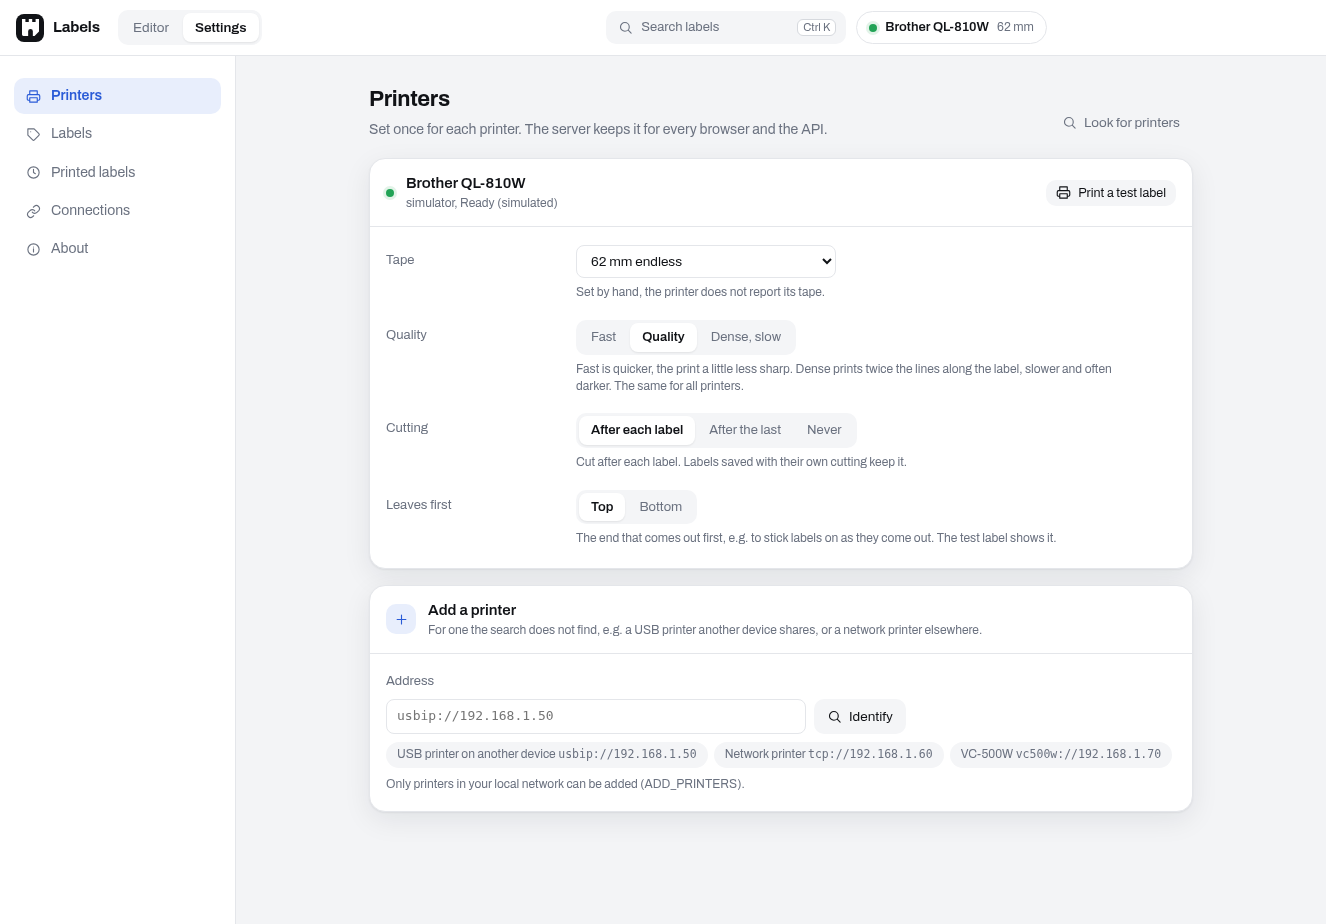 Labels
Editor
Settings
Search labels
Ctrl K
Brother QL-810W 62 mm
Printers
Labels
Printed labels
Connections
About
Printers
Set once for each printer. The server keeps it for every browser and the API.
Look for printers
Brother QL-810W
simulator, Ready (simulated)
Print a test label
Tape
62 mm endless
Set by hand, the printer does not report its tape.
Quality
Fast
Quality
Dense, slow
Fast is quicker, the print a little less sharp. Dense prints twice the lines along the label, slower and often
darker. The same for all printers.
Cutting
After each label
After the last
Never
Cut after each label. Labels saved with their own cutting keep it.
Leaves first
Top
Bottom
The end that comes out first, e.g. to stick labels on as they come out. The test label shows it.
Add a printer
For one the search does not find, e.g. a USB printer another device shares, or a network printer elsewhere.
Address
usbip://192.168.1.50
Identify
USB printer on another device usbip://192.168.1.50
Network printer tcp://192.168.1.60
VC-500W vc500w://192.168.1.70
Only printers in your local network can be added (ADD_PRINTERS).